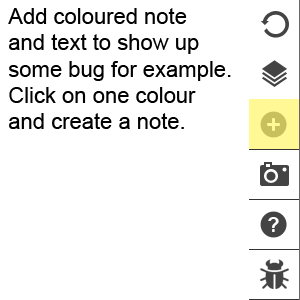 Add coloured note
and text to show up
some bug for example.
Click on one colour
and create a note.